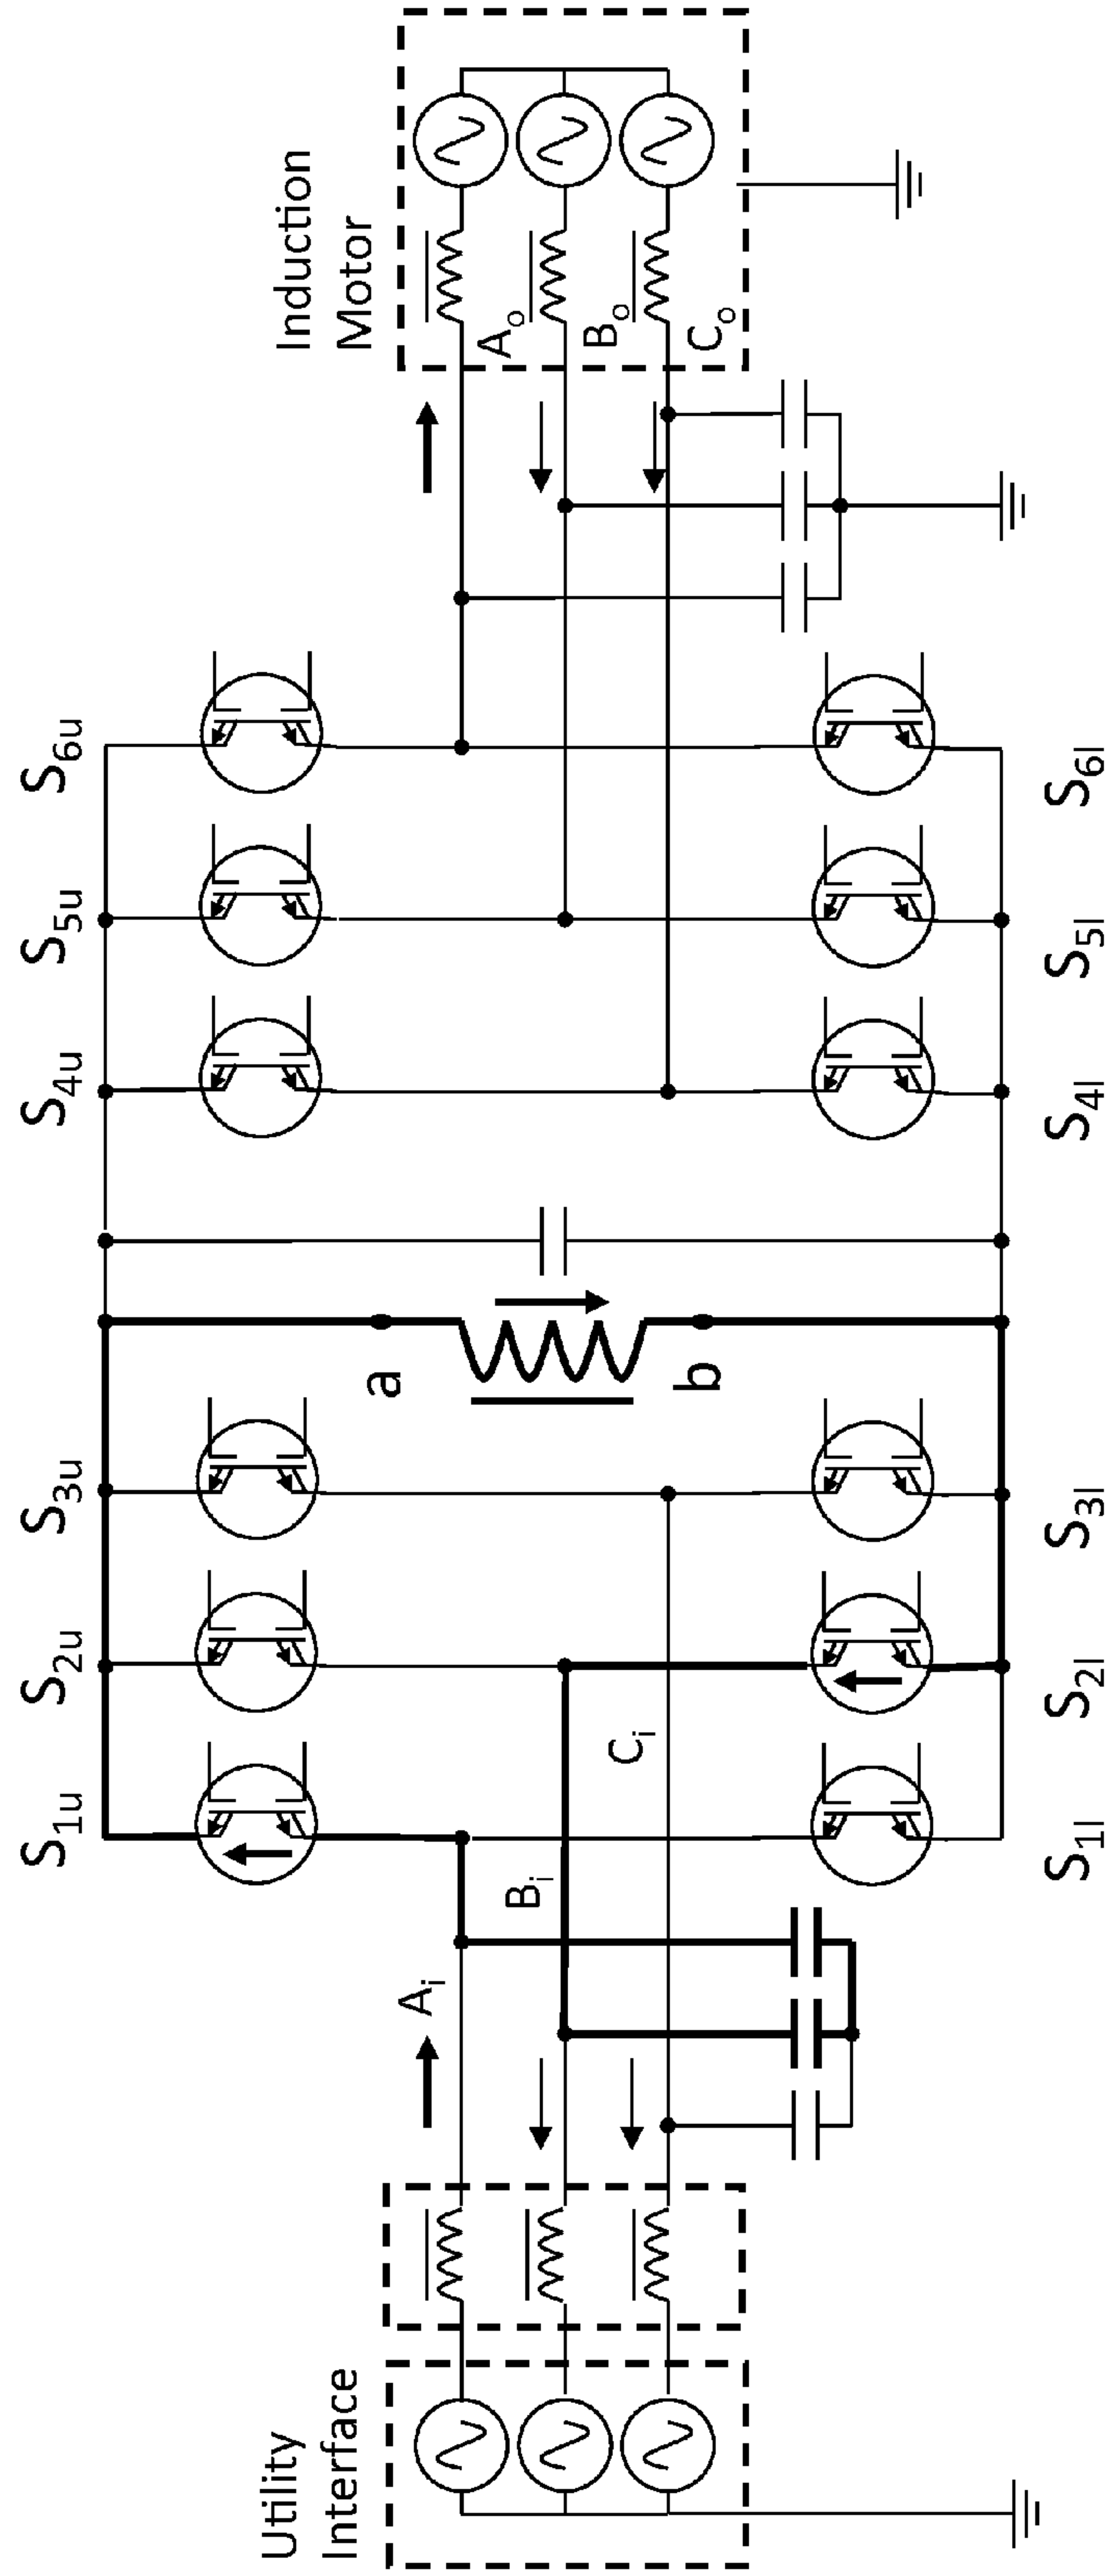 Utility
Interface
Induction
Motor
S1u
S2u
S3u
S4u
S5u
S6u
Ai
Bi
Ci
a
b
Ao
Bo
Co
S1l
S2l
S3l
S4l
S5l
S6l